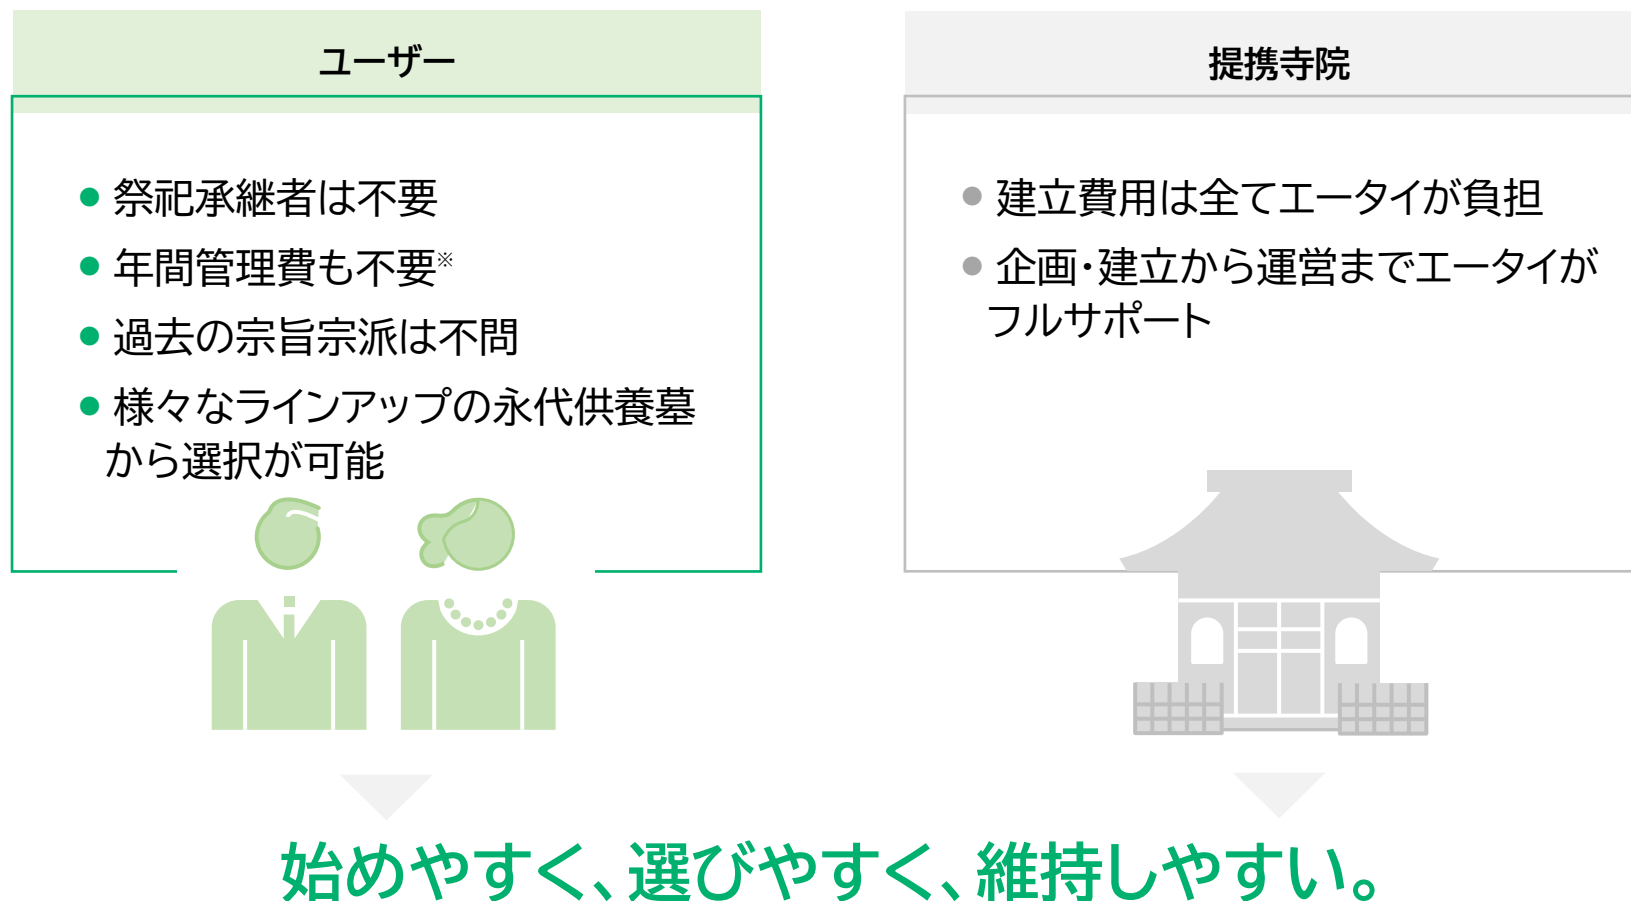 ユーザー
● 祭祀承継者は不要
● 年間管理費も不要※
● 過去の宗旨宗派は不問
● 様々なラインアップの永代供養墓
から選択が可能
提携寺院
● 建立費用は全てエータイが負担
● 企画・建立から運営までエータイが
フルサポート
始めやすく、選びやすく、維持しやすい。